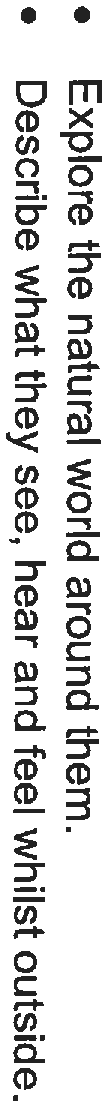 • Explore the natural world around them.
• Describe what they see, hear and feel whilst outside.